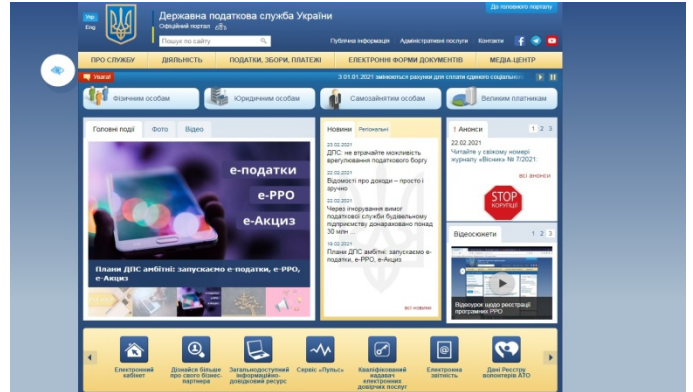 Укр
Eng
Державна податкова служба України
Офіційний портал
До головного порталу
Пошук по сайту
Публічна інформація Адміністративні послуги Контакти
ПРО СЛУЖБУ ДІЯЛЬНІСТЬ ПОДАТКИ, ЗБОРИ, ПЛАТЕЖІ ЕЛЕКТРОННІ ФОРМИ ДОКУМЕНТІВ МЕДІА-ЦЕНТР
Увага!
З 01.01.2021 змінюються рахунки для сплати єдиного соціального
Фізичним особам
Юридичним особам
Самозайнятим особам
Великим платникам
Головні події Фото Відео
е-податки
е-РРО
е-Акциз
Плани ДПС амбітні: запускаємо е-податки, е-РРО,
е-Акциз
Новини Регіональні
23.02.2021
ДПС: не втрачайте можливість
врегулювання податкового боргу
22.02.2021
Відомості про доходи – просто і
зручно
22.02.2021
Через ігнорування вимог
податкової служби будівельному
підприємству донараховано понад
30 млн ...
19.02.2021
Плани ДПС амбітні: запускаємо е-
податки, е-РРО, е-Акциз
всі новини
! Анонси 1 2 3
22.02.2021
Читайте у свіжому номері
журналу «Вісник» № 7/2021:
всі анонси
STOP
КОРУПЦІЇ
Відеосюжети 1 2 3
Відеоурок щодо реєстрації
програмних РРО
Електронний
кабінет
Дізнайся більше
про свого бізнес-
партнера
Загальнодоступний
інформаційно-
довідковий ресурс
Сервіс «Пульс»
Кваліфікований
надавач
електронних
довірчих послуг
Електронна
звітність
Дані Реєстру
волонтерів АТО